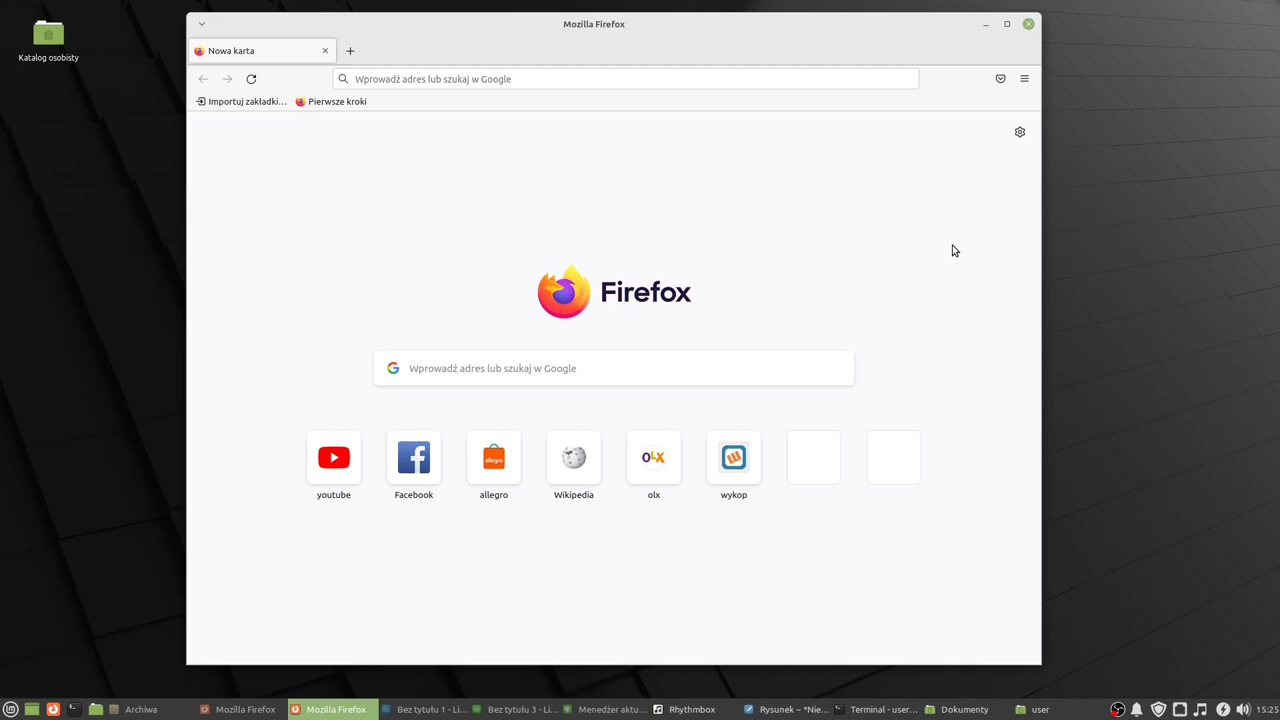 Mozilla Firefox
Katalog osobisty
Nowa karta
Wprowadź adres lub szukaj w Google
Importuj zakładki…
Pierwsze kroki
Firefox
Wprowadź adres lub szukaj w Google
allegro
OLX
youtube
Facebook
allegro
Wikipedia
olx
wykop
Archiwa
Mozilla Firefox
Mozilla Firefox
Bez tytułu 1 - Li...
Bez tytułu 3 - Li...
Menedżer aktu...
Rhythmbox
Rysunek ~ *Nie...
Terminal - user...
Dokumenty
user
15:25